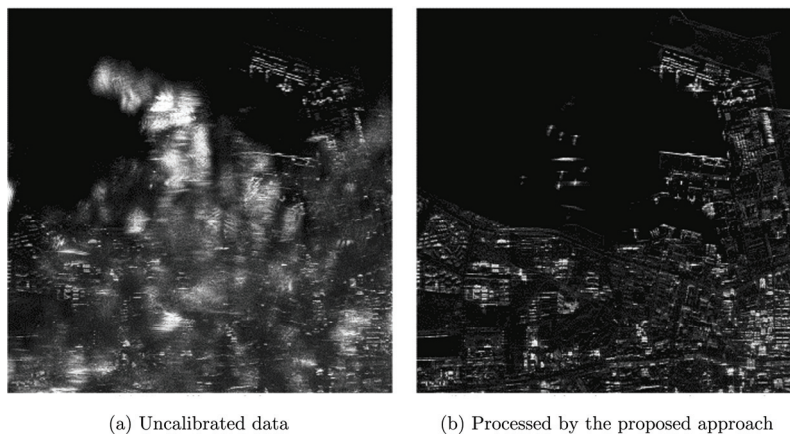 (a) Uncalibrated data
(b) Processed by the proposed approach